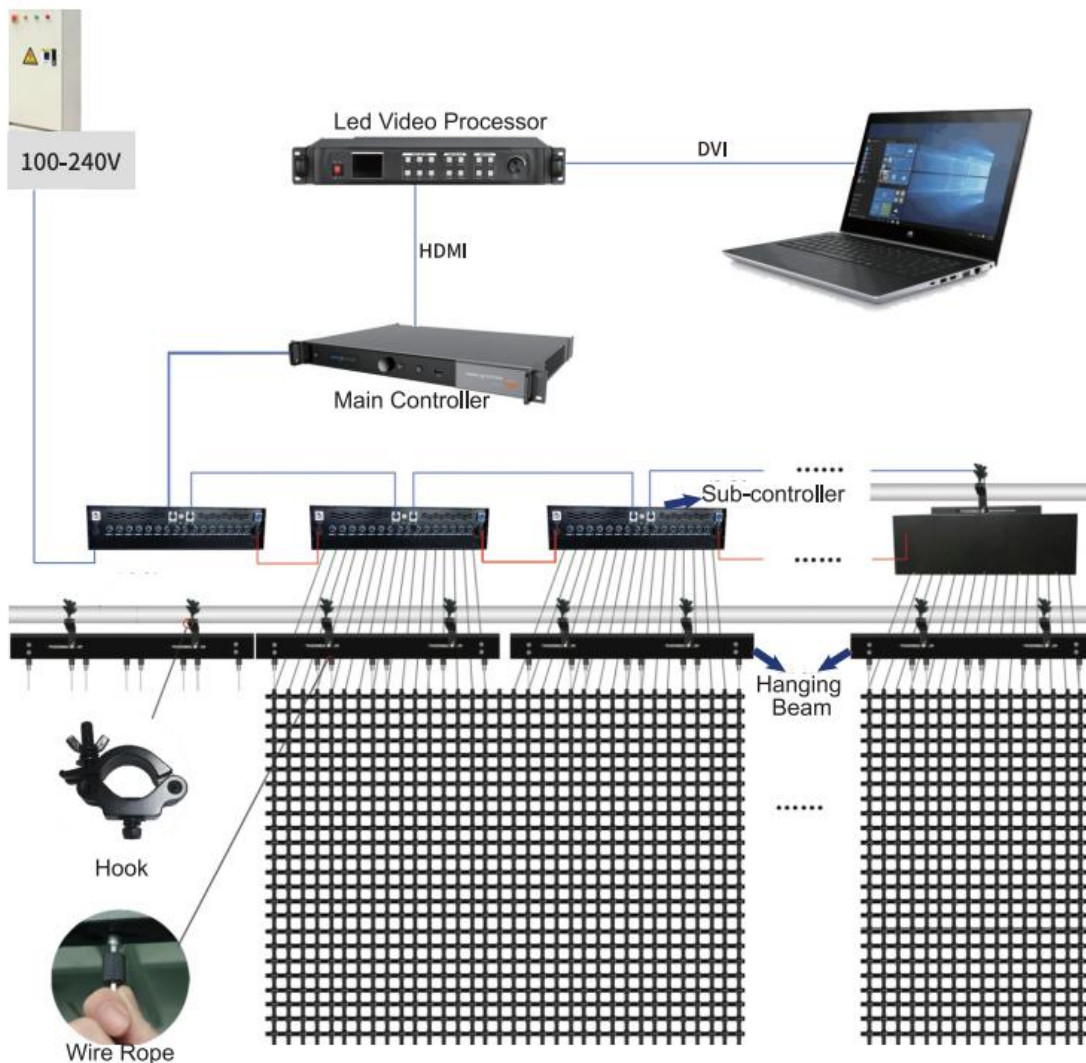 100-240V
Led Video Processor
DVI
HDMI
Main Controller
......
Sub-controller
......
Hanging
Beam
......
Hook
Wire Rope